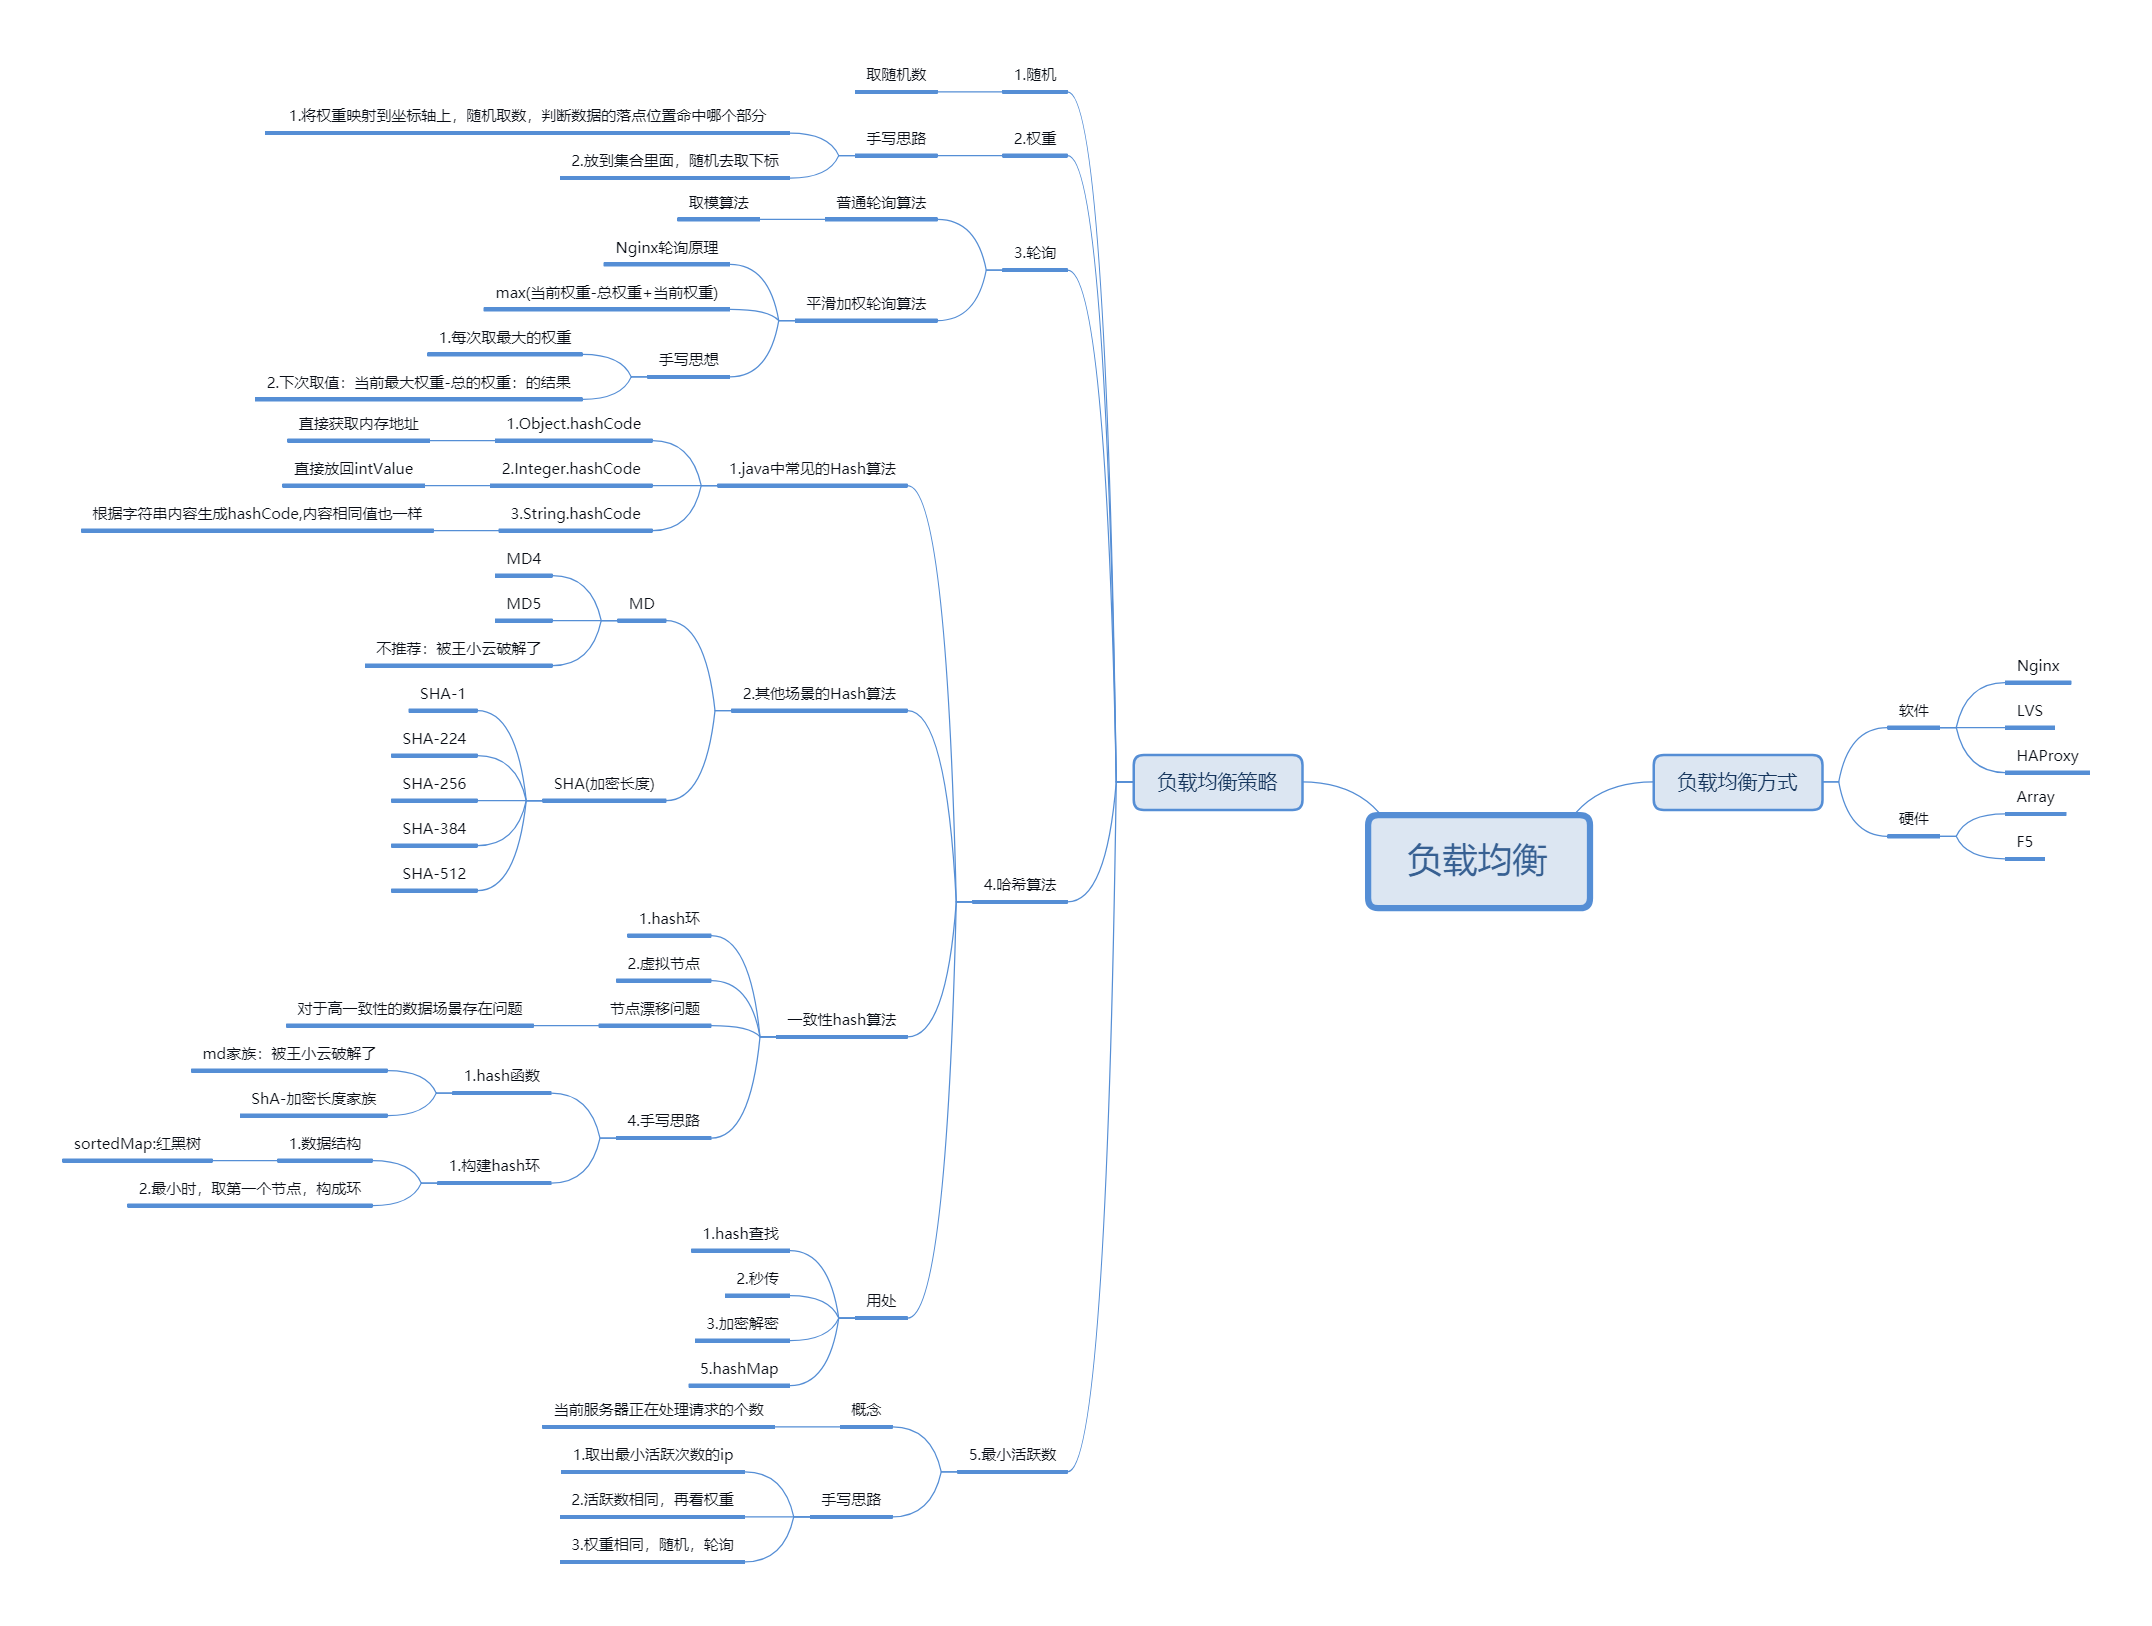 负载均衡
负载均衡方式
软件
Nginx
LVS
HAProxy
硬件
Array
F5
负载均衡策略
1.随机
取随机数
2.权重
手写思路
1.将权重映射到坐标轴上，随机取数，判断数据的落点位置命中哪个部分
2.放到集合里面，随机去取下标
3.轮询
普通轮询算法
取模算法
平滑加权轮询算法
Nginx轮询原理
max(当前权重-总权重+当前权重)
手写思想
1.每次取最大的权重
2.下次取值：当前最大权重-总的权重：的结果
4.哈希算法
1.java中常见的Hash算法
1.Object.hashCode
直接获取内存地址
2.Integer.hashCode
直接放回intValue
3.String.hashCode
根据字符串内容生成hashCode,内容相同值也一样
2.其他场景的Hash算法
MD
MD4
MD5
不推荐：被王小云破解了
SHA(加密长度)
SHA-1
SHA-224
SHA-256
SHA-384
SHA-512
一致性hash算法
1.hash环
2.虚拟节点
节点漂移问题
对于高一致性的数据场景存在问题
4.手写思路
1.hash函数
md家族：被王小云破解了
ShA-加密长度家族
1.构建hash环
1.数据结构
sortedMap:红黑树
2.最小时，取第一个节点，构成环
用处
1.hash查找
2.秒传
3.加密解密
5.hashMap
5.最小活跃数
概念
当前服务器正在处理请求的个数
手写思路
1.取出最小活跃次数的ip
2.活跃数相同，再看权重
3.权重相同，随机，轮询